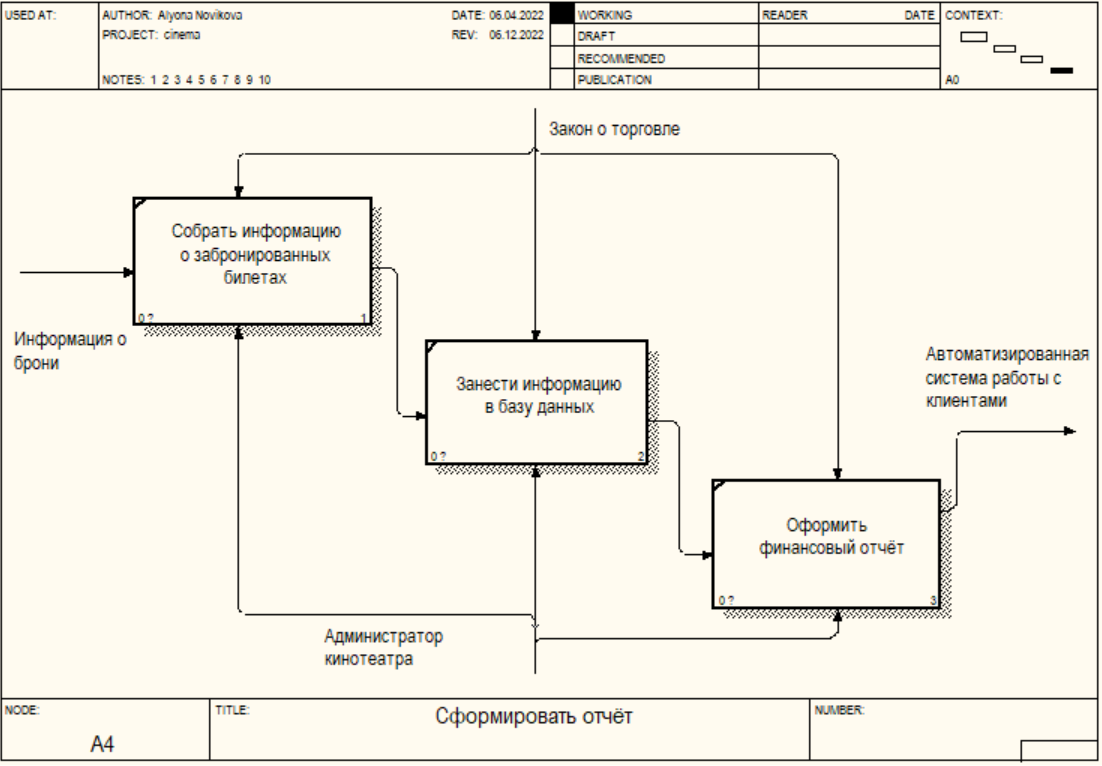 USED AT:
AUTHOR: Alyona Novikova
PROJECT: cinema
NOTES: 1 2 3 4 5 6 7 8 9 10
DATE: 06.04.2022
REV: 06.12.2022
WORKING
DRAFT
RECOMMENDED
PUBLICATION
READER
DATE
CONTEXT:
A0
Закон о торговле
Собрать информацию
о забронированных
билетах
0 ?
1
Информация о
брони
Занести информацию
в базу данных
0 ?
2
Автоматизированная
система работы с
клиентами
Оформить
финансовый отчёт
0 ?
3
Администратор
кинотеатра
NODE:
A4
TITLE:
Сформировать отчёт
NUMBER: